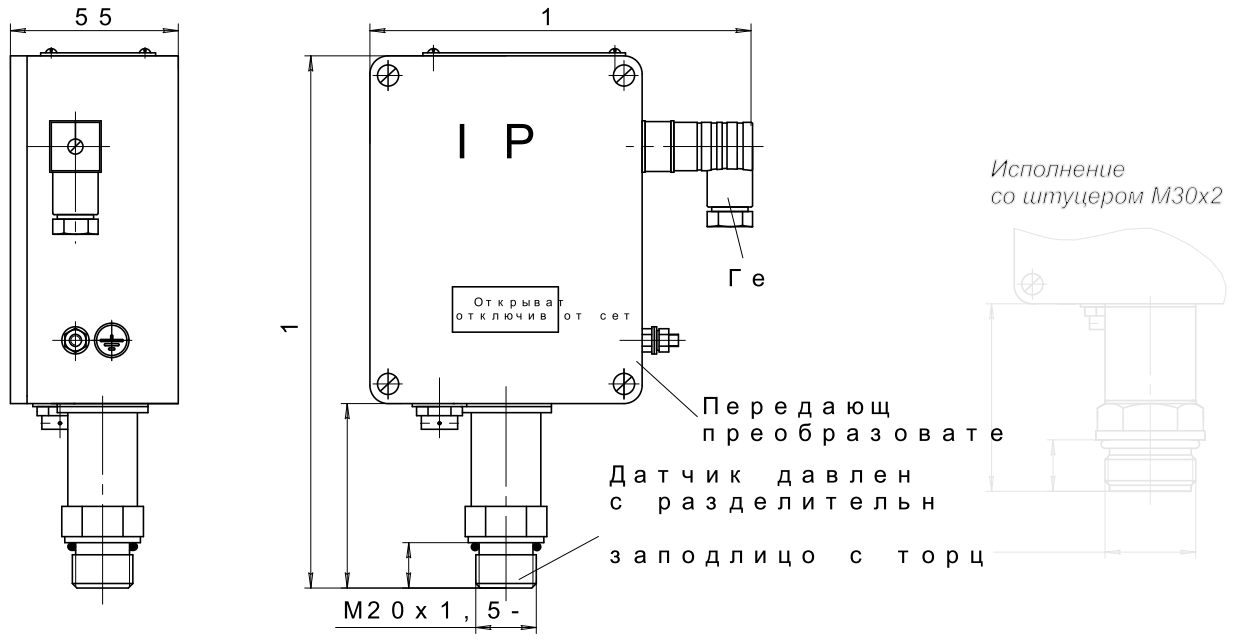 55
1
IP
Исполнение
со штуцером М30х2
Ге
Открыват
отключив от сет
1
Передающ
преобразовате
Датчик давлен
с разделительн
заподлицо с торц
М20х1,5-